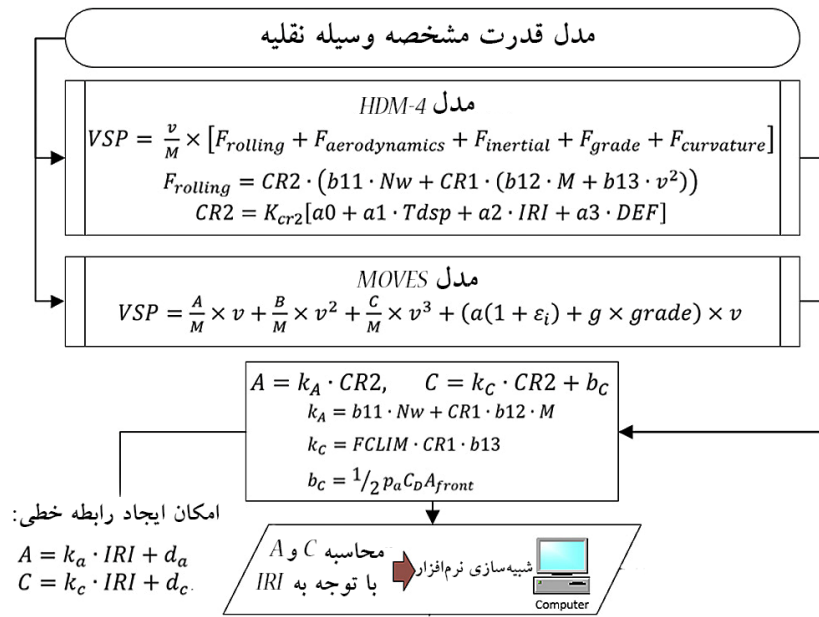 مدل قدرت مشخصه وسیله نقلیه
مدل HDM-4
VSP = v/M × [F_rolling + F_aerodynamics + F_inertial + F_grade + F_curvature]
F_rolling = CR2 · (b11 · Nw + CR1 · (b12 · M + b13 · v²))
CR2 = K_cr2[a0 + a1 · Tdsp + a2 · IRI + a3 · DEF]
مدل MOVES
VSP = A/M × v + B/M × v² + C/M × v³ + (a(1 + ε_i) + g × grade) × v
A = k_A · CR2, C = k_C · CR2 + b_C
k_A = b11 · Nw + CR1 · b12 · M
k_C = FCLIM · CR1 · b13
b_C = 1/2 p_a C_D A_front
امکان ایجاد رابطه خطی:
A = k_a · IRI + d_a
C = k_c · IRI + d_c.
محاسبه C و A
با توجه به IRI
شبیه‌سازی نرم‌افزار
Computer